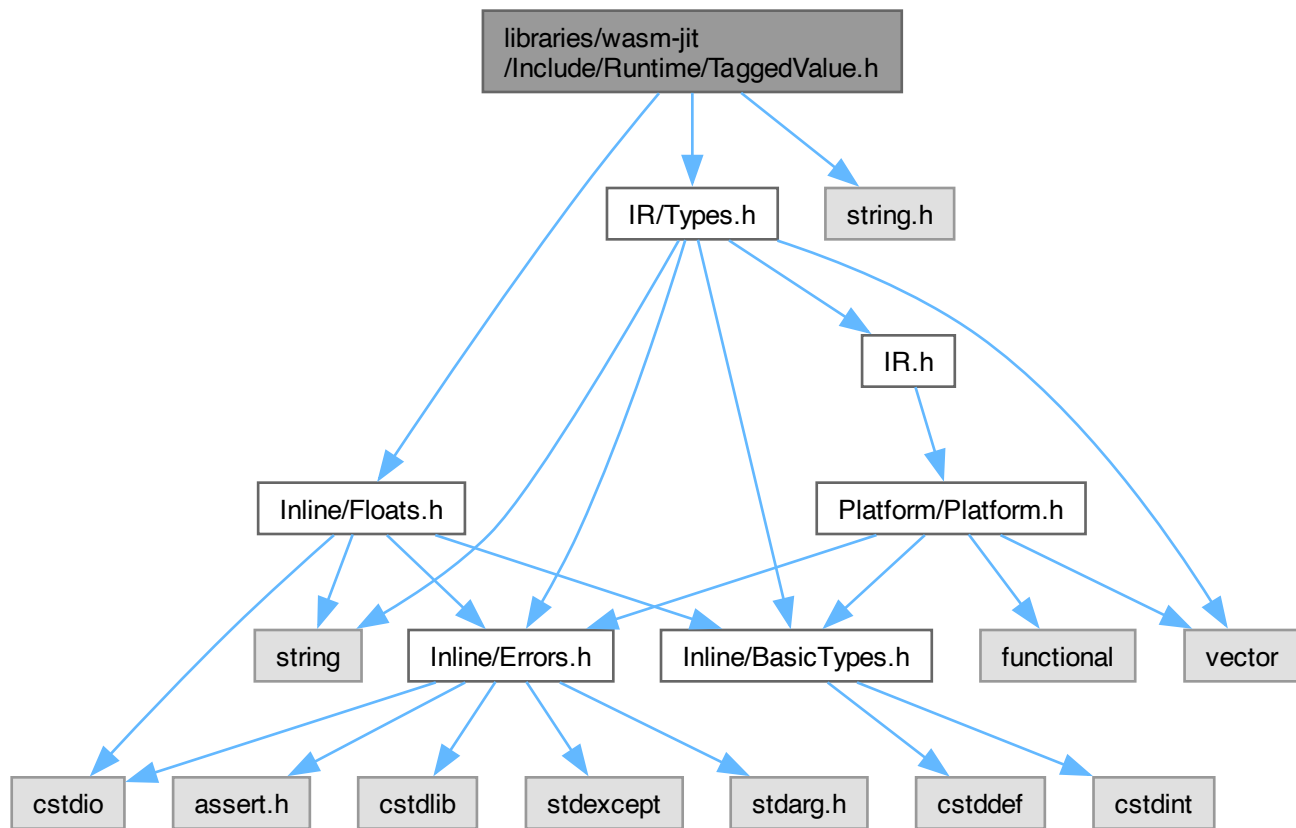 libraries/wasm-jit
/Include/Runtime/TaggedValue.h
IR/Types.h
string.h
IR.h
Inline/Floats.h
Platform/Platform.h
string
Inline/Errors.h
Inline/BasicTypes.h
functional
vector
cstdio
assert.h
cstdlib
stdexcept
stdarg.h
cstddef
cstdint